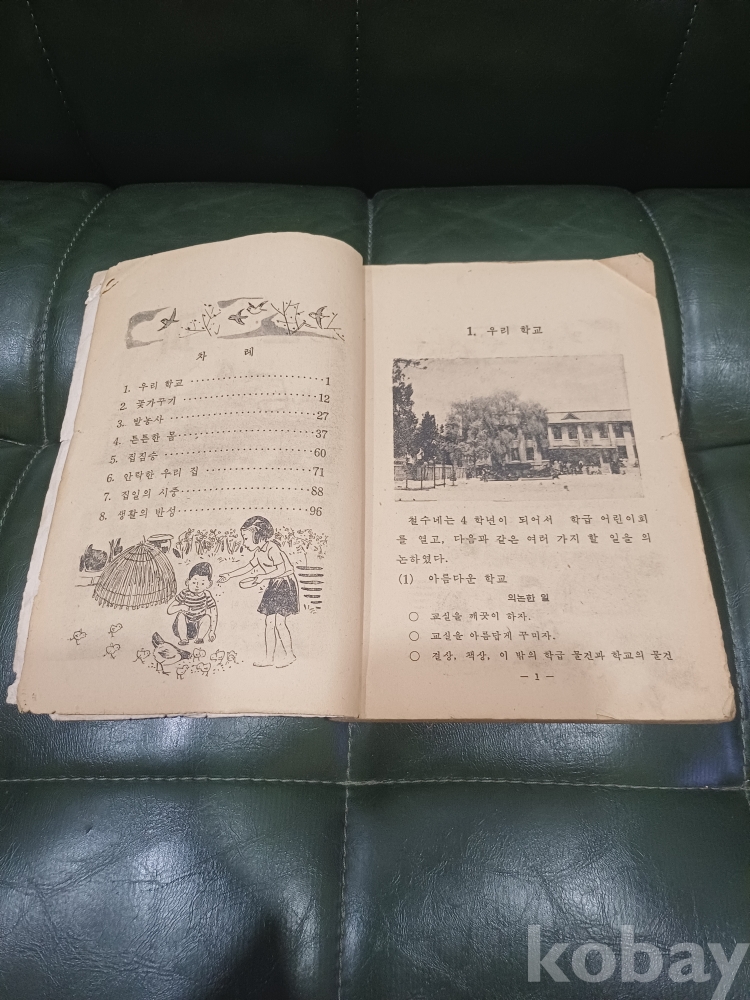 차 례
1. 우리 학교 ·················· 1
2. 꽃가꾸기 ·················· 12
3. 밭농사 ·················· 27
4. 튼튼한 몸 ·················· 37
5. 집짐승 ·················· 60
6. 안락한 우리 집 ·················· 71
7. 집일의 시중 ·················· 88
8. 생활의 반성 ·················· 96
1. 우리 학교
철수네는 4 학년이 되어서 학급 어린이회
를 열고, 다음과 같은 여러 가지 할 일을 의
논하였다.
(1) 아름다운 학교
의논한 일
○ 교실을 깨끗이 하자.
○ 교실을 아름답게 꾸미자.
○ 걸상, 책상, 이 밖의 학급 물건과 학교의 물건
— 1 —
kobay